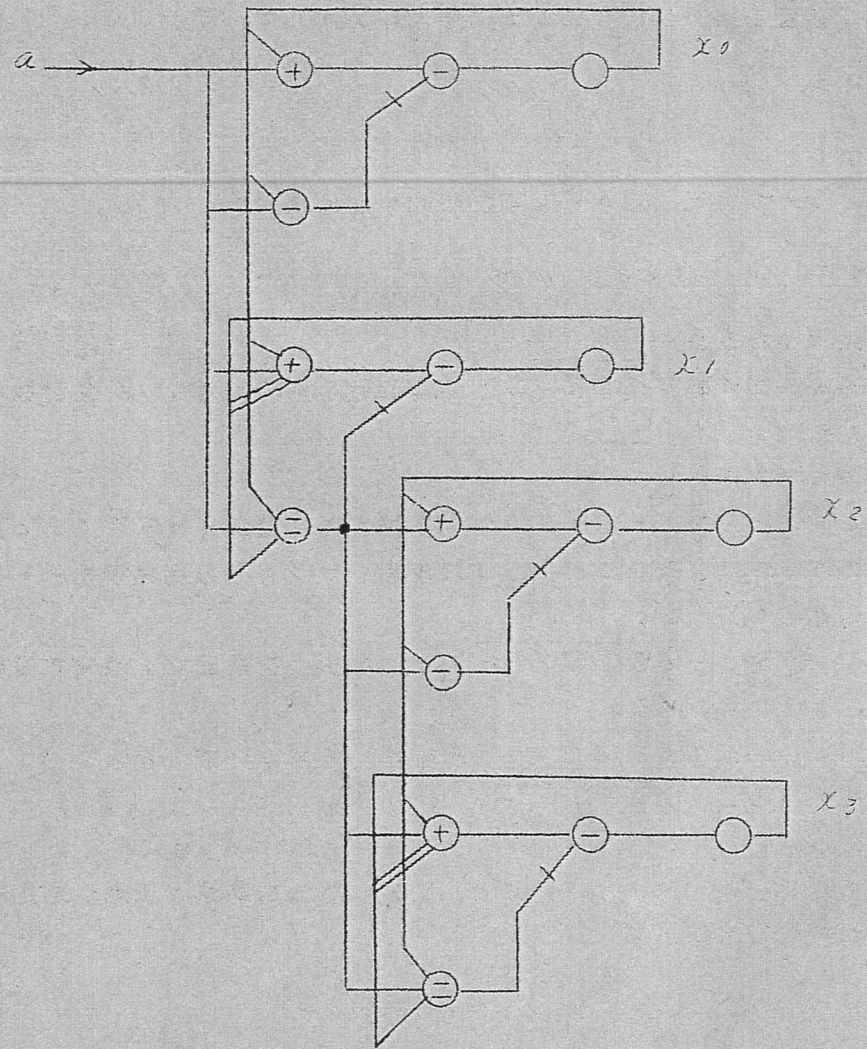 a
x0
+
-
-
x1
+
-
=
x2
+
-
-
x3
+
-
=